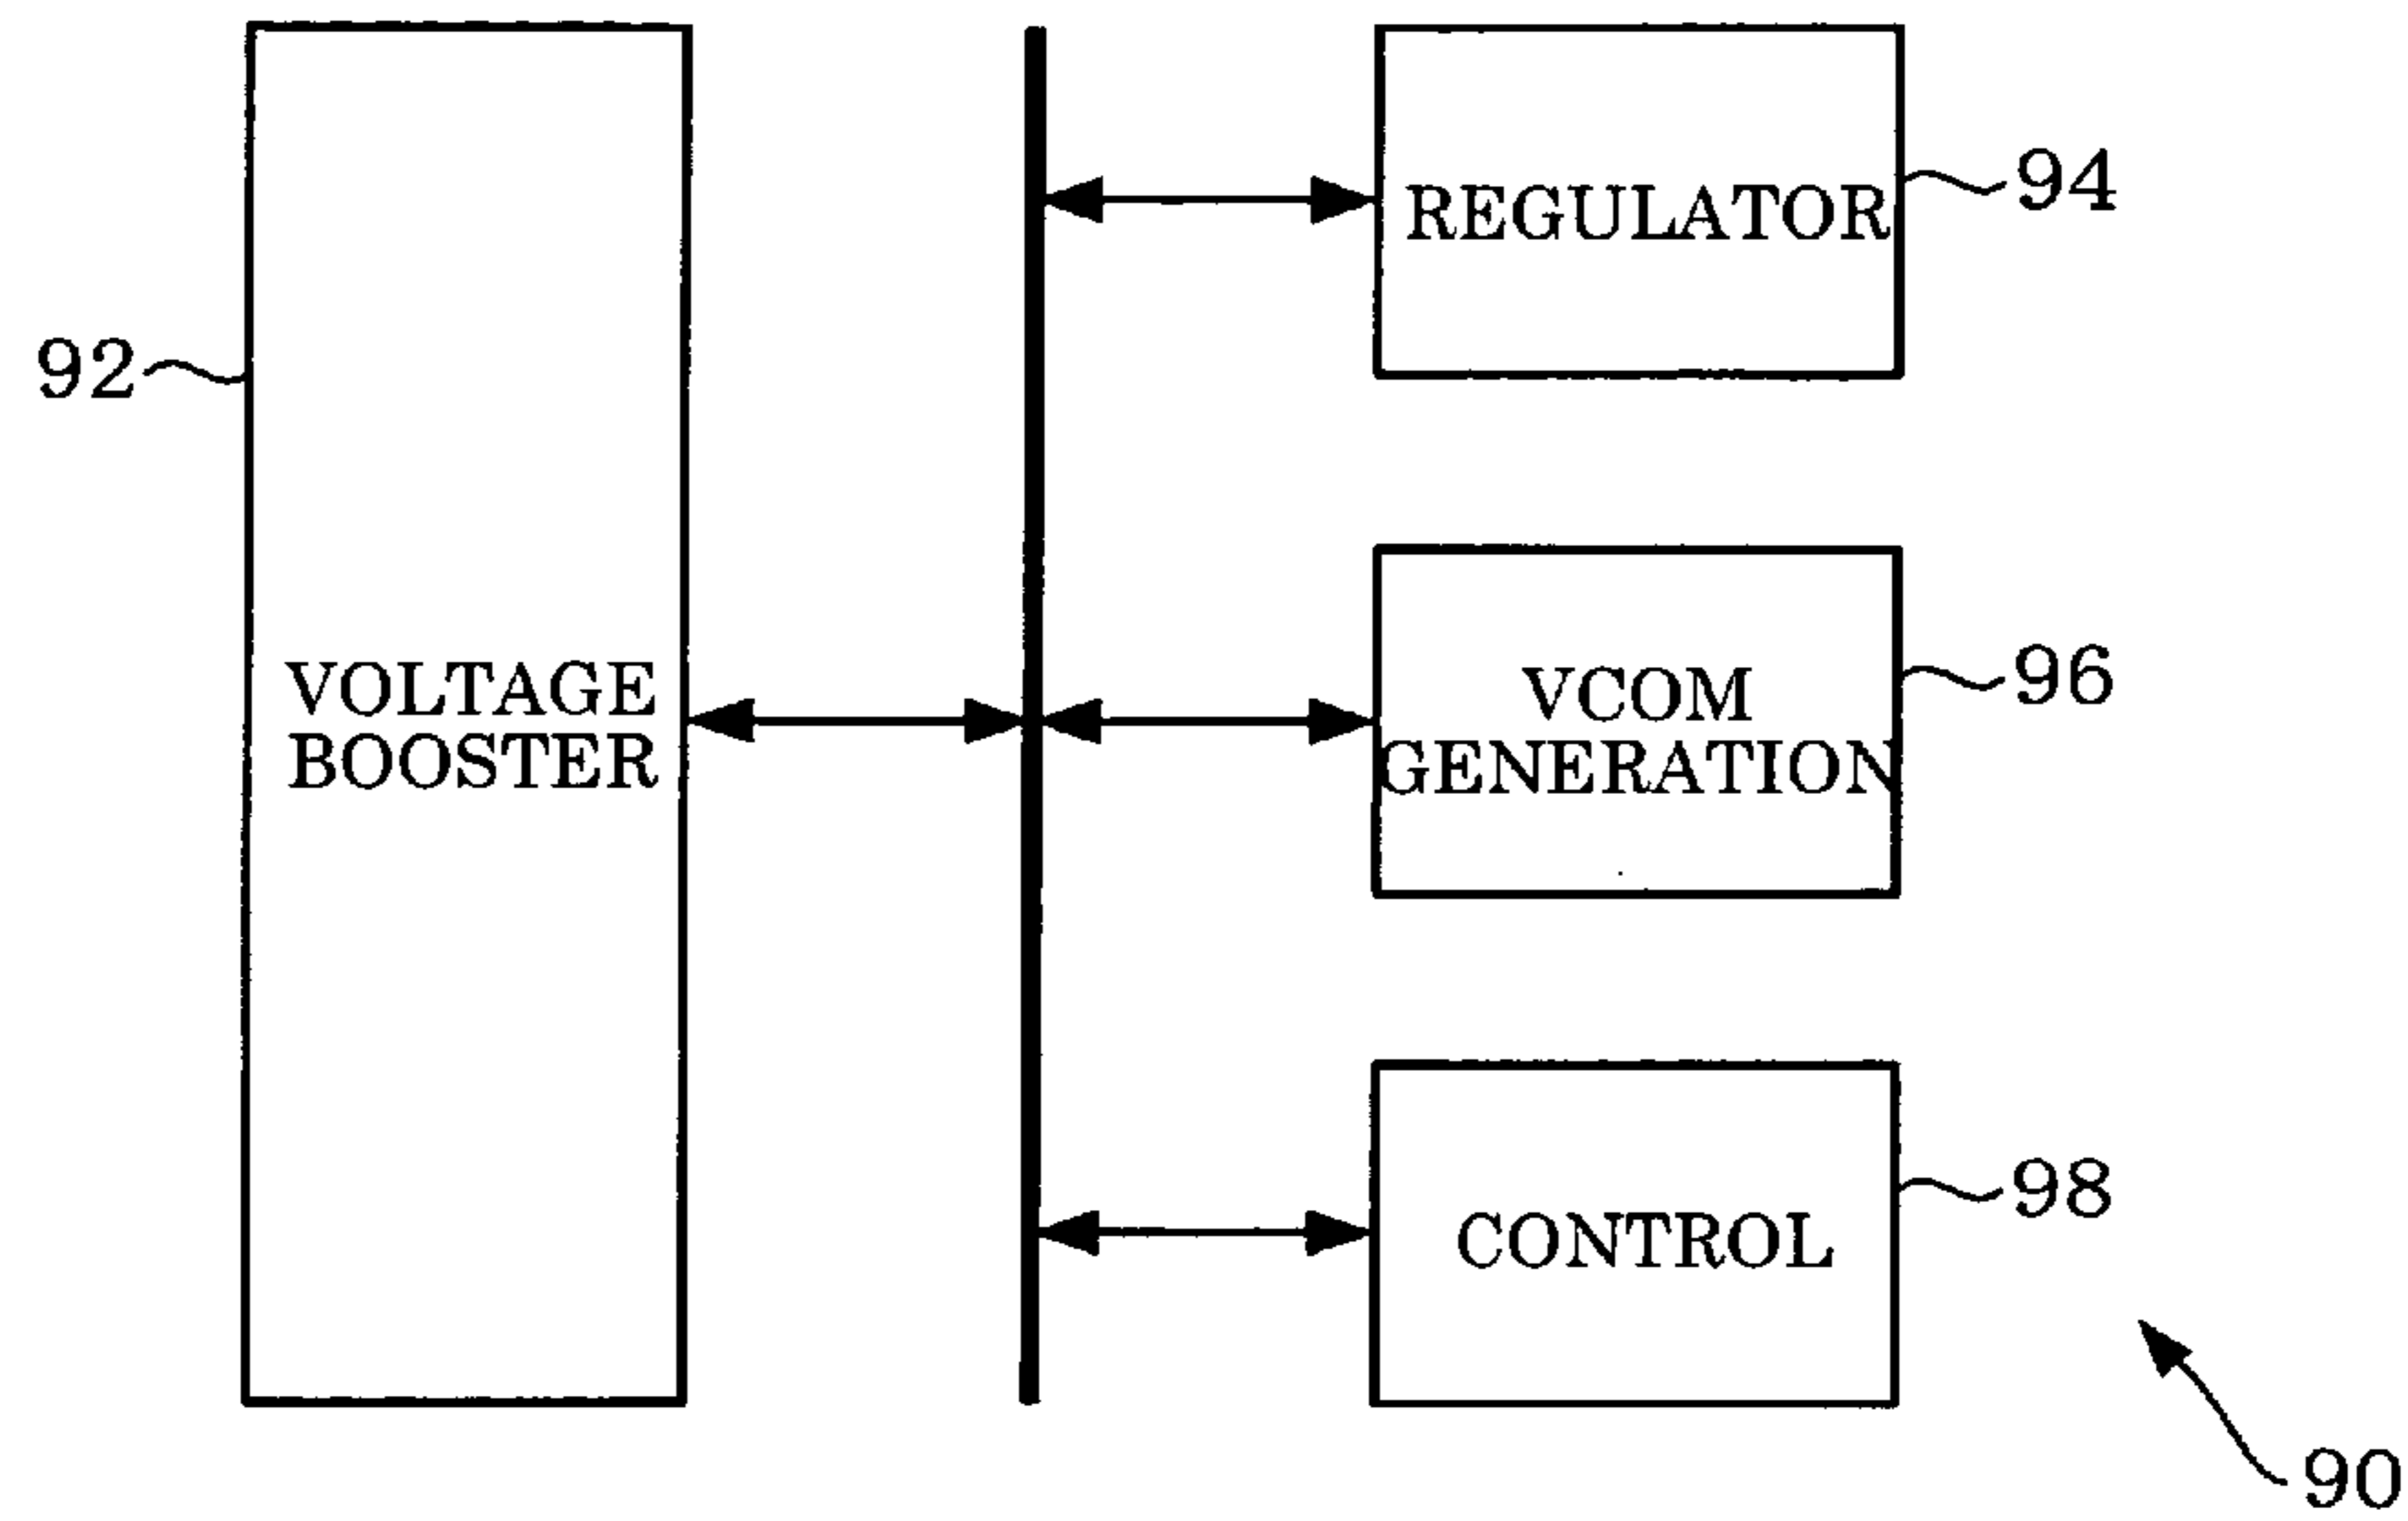 92
VOLTAGE
BOOSTER
REGULATOR
94
VCOM
GENERATION
96
CONTROL
98
90